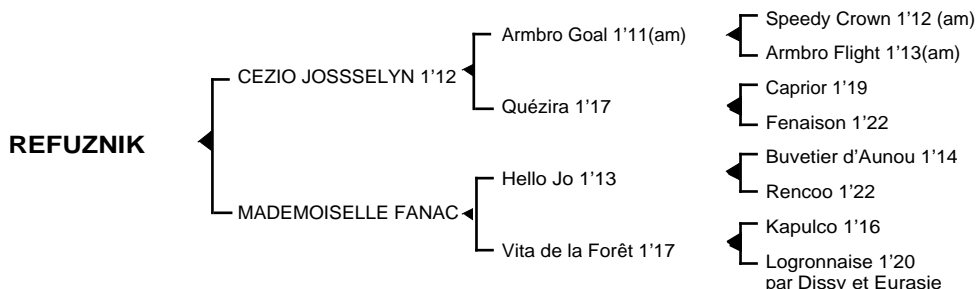 Speedy Crown 1’12 (am)
Armbro Goal 1’11(am)
Armbro Flight 1’13(am)
CEZIO JOSSSELYN 1’12
Caprior 1’19
Quézira 1’17
Fenaison 1’22
REFUZNIK
Buvetier d’Aunou 1’14
Hello Jo 1’13
Rencoo 1’22
MADEMOISELLE FANAC
Kapulco 1’16
Vita de la Forêt 1’17
Logronnaise 1’20
par Dissy et Eurasie